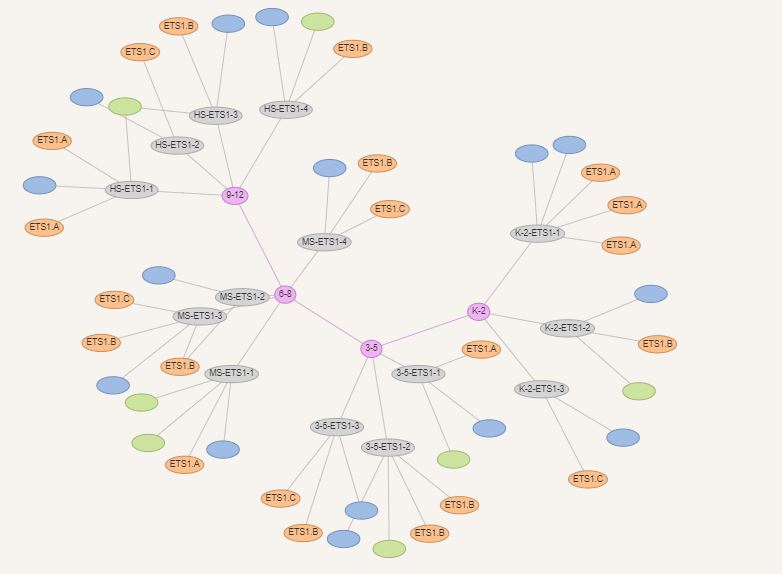 ETS1.B
ETS1.B
ETS1.C
HS-ETS1-4
HS-ETS1-3
ETS1.A
HS-ETS1-2
ETS1.B
ETS1.A
HS-ETS1-1
9-12
ETS1.A
ETS1.C
ETS1.A
K-2-ETS1-1
MS-ETS1-4
ETS1.A
6-8
MS-ETS1-2
ETS1.C
K-2
MS-ETS1-3
K-2-ETS1-2
ETS1.B
ETS1.B
3-5
ETS1.A
ETS1.B
MS-ETS1-1
3-5-ETS1-1
K-2-ETS1-3
3-5-ETS1-3
3-5-ETS1-2
ETS1.A
ETS1.C
ETS1.C
ETS1.B
ETS1.B
ETS1.B